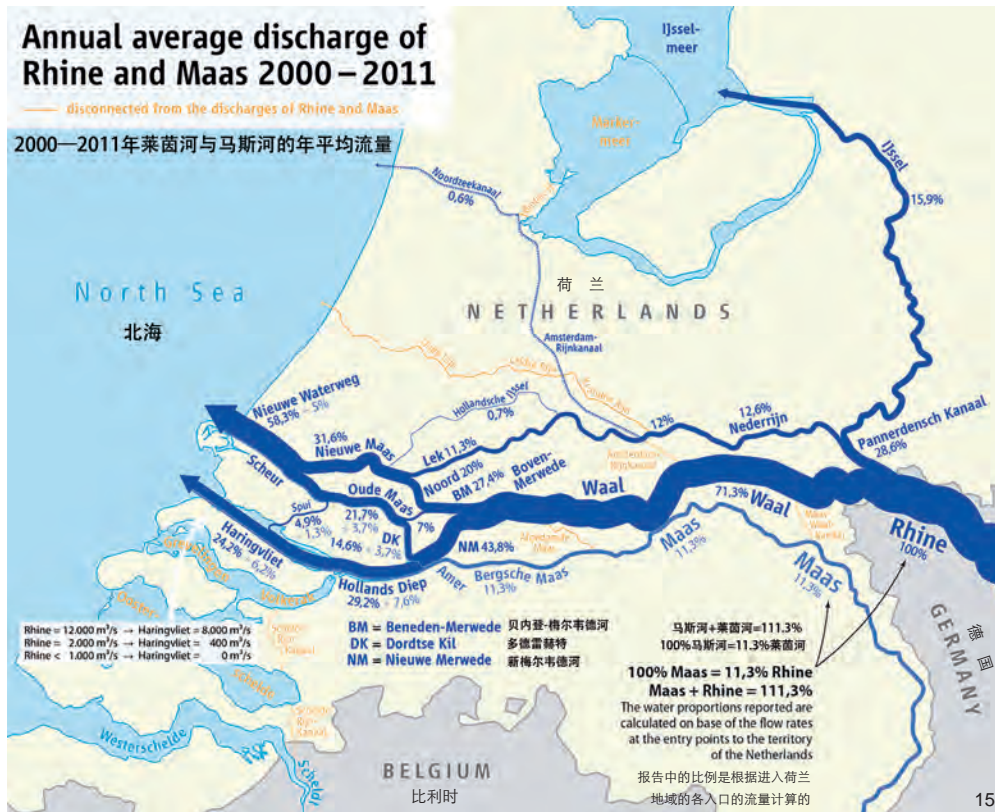 Annual average discharge of
Rhine and Maas 2000–2011
disconnected from the discharges of Rhine and Maas
2000—2011年莱茵河与马斯河的年平均流量
IJssel-
meer
Marker-
meer
IJssel
15,9%
Noordzeekanaal
0,6%
North Sea
北海
荷 兰
NETHERLANDS
Amsterdam-
Rijnkanaal
Nieuwe Waterweg
58,3% - 5%
Hollandsche IJssel
0,7%
12%
12,6%
Nederrijn
Pannerdensch Kanaal
28,6%
31,6%
Nieuwe Maas
Lek 11,3%
Noord 20%
BM 27,4%
Boven-
Merwede
Amsterdam-
Rijnkanaal
Scheur
Oude Maas
Waal
71,3% Waal
Spui
4,9%
- 1,3%
21,7%
- 3,7%
DK
14,6% - 3,7%
7%
NM 43,8%
Afgedamde
Maas
Maas
11,3%
Maas-
Waal-
Kanaal
Rhine
100%
Haringvliet
24,2% - 6,2%
Hollands Diep
29,2% - 7,6%
Amer
Bergsche Maas
11,3%
Maas
11,3%
Rhine = 12.000 m³/s → Haringvliet = 8.000 m³/s
Rhine = 2.000 m³/s → Haringvliet = 400 m³/s
Rhine < 1.000 m³/s → Haringvliet = 0 m³/s
BM = Beneden-Merwede 贝内登-梅尔韦德河
DK = Dordtse Kil 多德雷赫特
NM = Nieuwe Merwede 新梅尔韦德河
马斯河+莱茵河=111.3%
100%马斯河=11.3%莱茵河
100% Maas = 11,3% Rhine
Maas + Rhine = 111,3%
The water proportions reported are
calculated on base of the flow rates
at the entry points to the territory
of the Netherlands
报告中的比例是根据进入荷兰
地域的各入口的流量计算的
GERMANY
德 国
Westerschelde
Schelde
BELGIUM
比利时
15